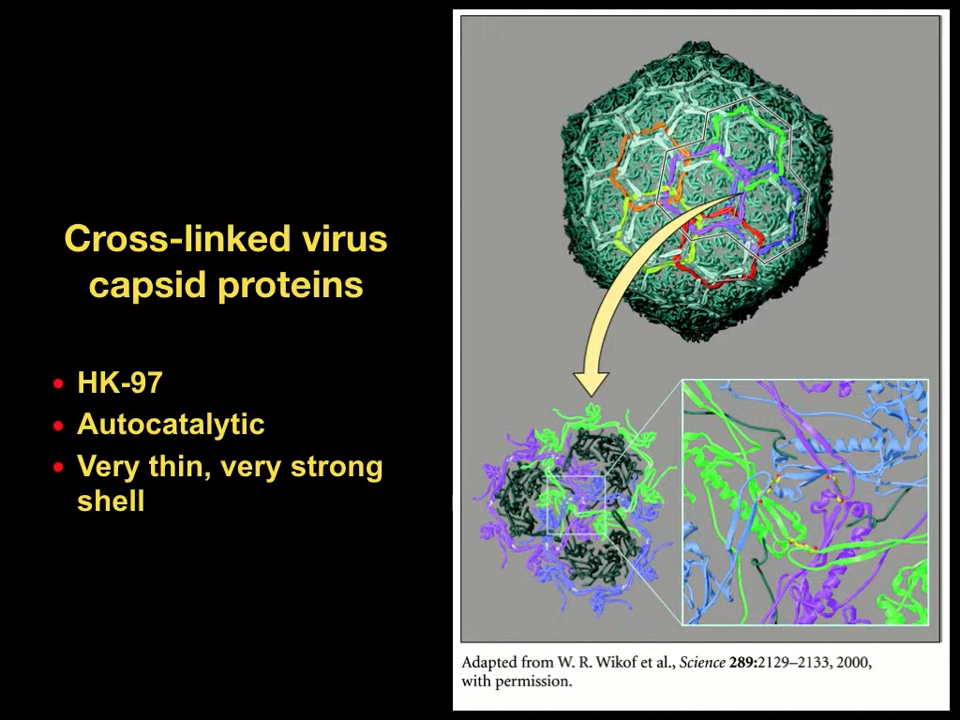 Cross-linked virus
capsid proteins
HK-97
Autocatalytic
Very thin, very strong
shell
Adapted from W. R. Wikof et al., Science 289:2129–2133, 2000,
with permission.